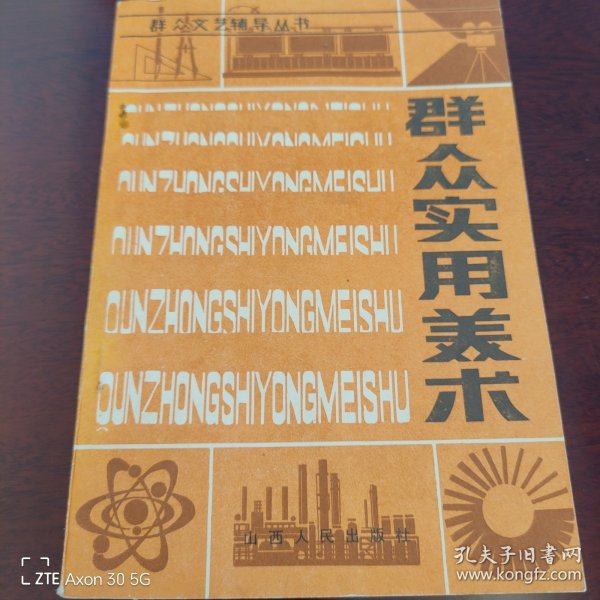 群众文艺辅导丛书
群众实用美术
QUNZHONGSHIYONGMEISHU
QUNZHONGSHIYONGMEISHU
QUNZHONGSHIYONGMEISHU
QUNZHONGSHIYONGMEISHU
QUNZHONGSHIYONGMEISHU
QUNZHONGSHIYONGMEISHU
山西人民出版社
ZTE Axon 30 5G
孔夫子旧书网
www.kongfz.com